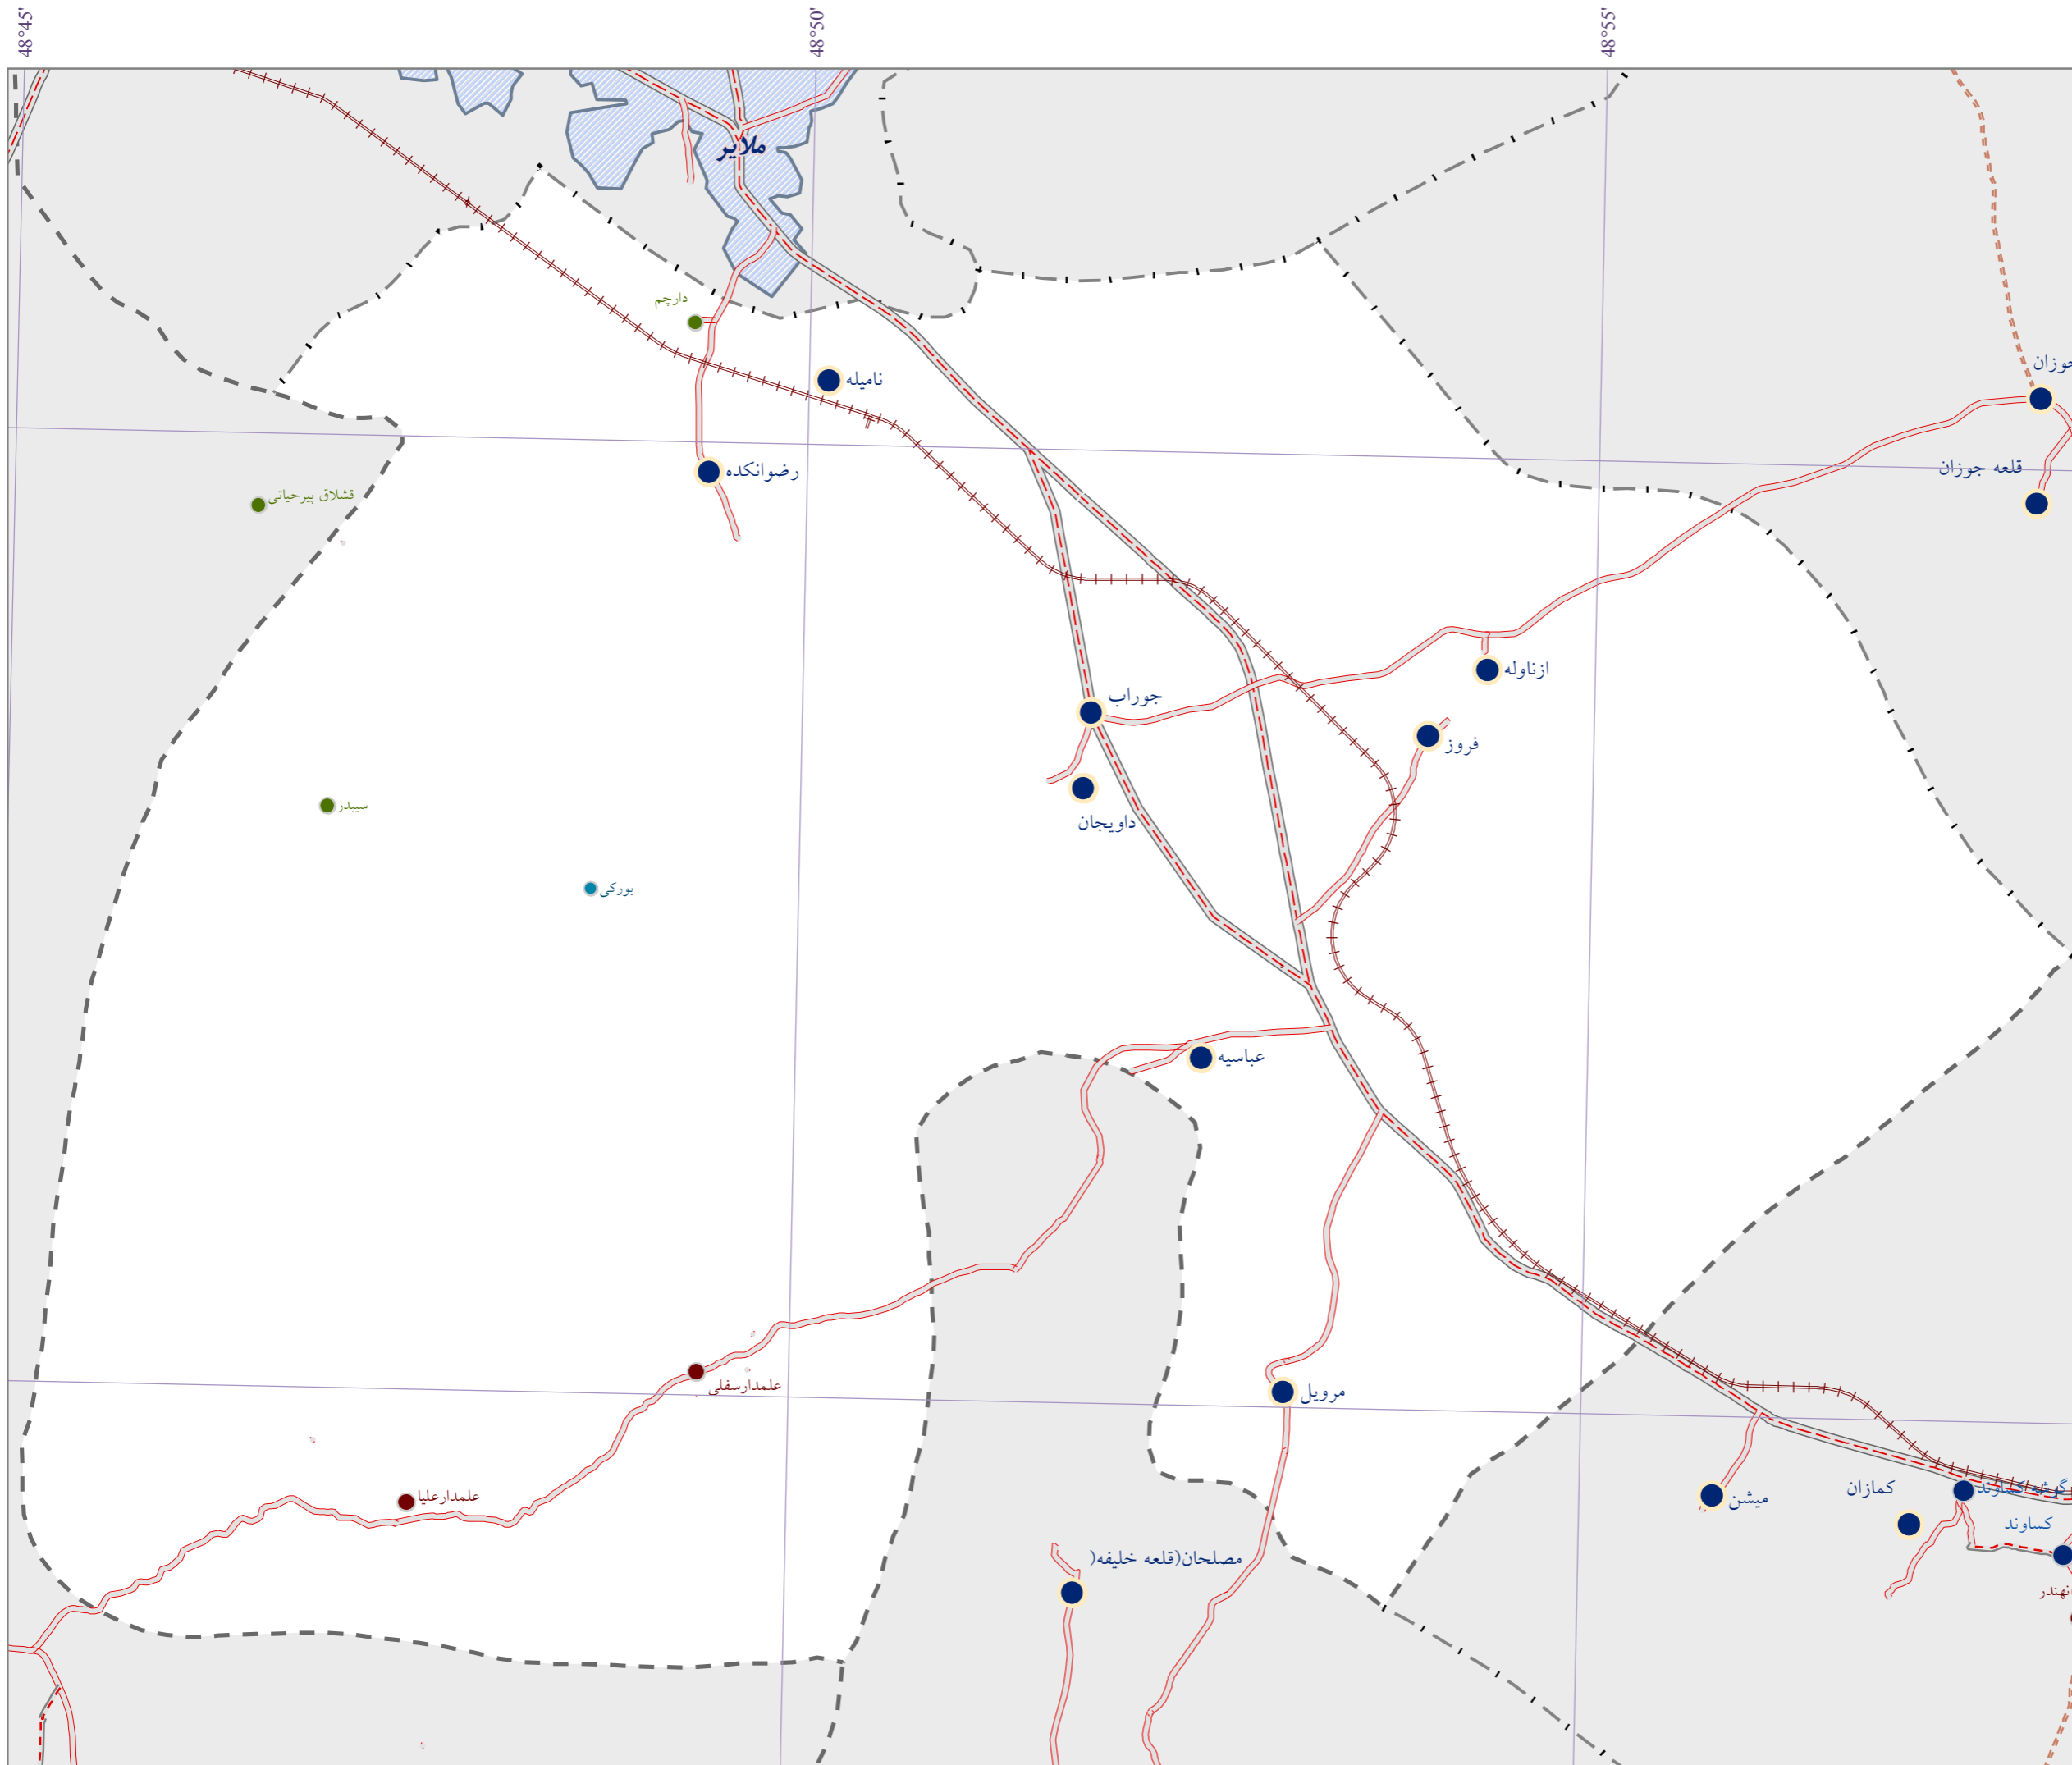 48°45'
48°50'
48°55'
ملایر
دارچم
نامیله
جوزان
رضوانکده
قلعه جوزان
قشلاق پیرحیاتی
ازناوله
جوراب
فروز
سیبدر
داویجان
بورکی
عباسیه
علمدارسفلی
مرویل
علمدارعلیا
میشن
کمازان
کساوند
مصلحان(قلعه خلیفه(